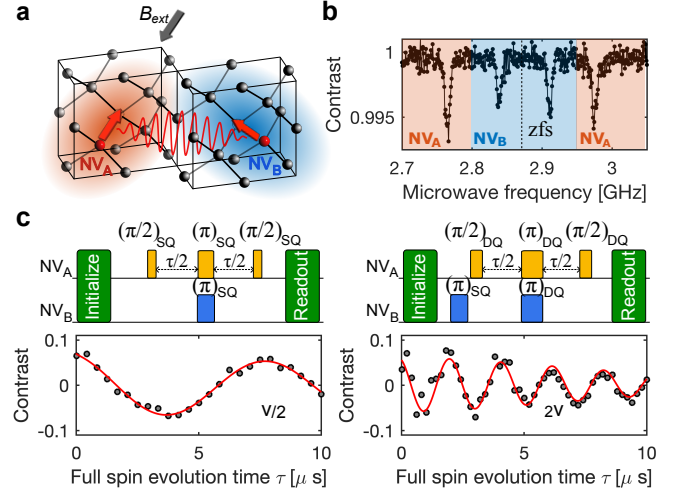 a
B_ext
NV_A
NV_B
b
Contrast
1
0.995
NV_A
NV_B
zfs
NV_A
2.7
2.8
2.9
3
Microwave frequency [GHz]
c
(π/2)_SQ (π)_SQ (π/2)_SQ
NV_A
Initialize
τ/2
τ/2
Readout
(π)_SQ
NV_B
Contrast
0.1
0
-0.1
V/2
0
5
10
Full spin evolution time τ [μ s]
(π/2)_DQ (π)_DQ (π/2)_DQ
NV_A
Initialize
τ/2
τ/2
Readout
(π)_SQ (π)_DQ
NV_B
Contrast
0.1
0
-0.1
2V
0
5
10
Full spin evolution time τ [μ s]